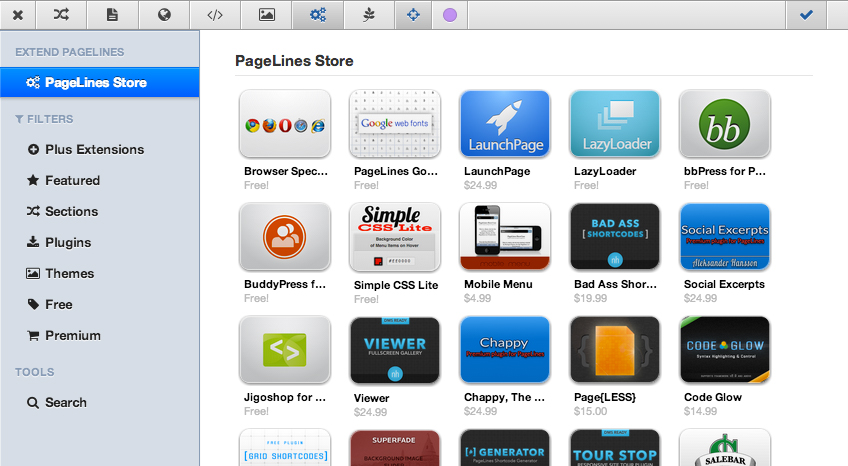 EXTEND PAGELINES
PageLines Store
FILTERS
Plus Extensions
Featured
Sections
Plugins
Themes
Free
Premium
TOOLS
Search
PageLines Store
Google web fonts
LaunchPage
LazyLoader
bb
Browser Spec...
PageLines Go...
LaunchPage
LazyLoader
bbPress for P...
Free!
Free!
$24.99
Free!
Free!
Simple
CSS Lite
Background Color
of Menu Items on Hover
BAD ASS
[ SHORTCODES ]
nh
Social Excerpts
Premium plugin for PageLines
Aleksander Hansson
BuddyPress f...
Simple CSS Lite
Mobile Menu
Bad Ass Shor...
Social Excerpts
Free!
Free!
$4.99
$19.99
$24.99
DMS READY
VIEWER
FULLSCREEN GALLERY
nh
Chappy
Premium plugin for PageLines
{ }
CODE GLOW
Syntax Highlighting & Control
Jigoshop for ...
Viewer
Chappy, The ...
Page{LESS}
Code Glow
Free!
$24.99
$24.99
$15.00
$14.99
FREE PLUGIN
[GRID SHORTCODES]
SUPERFADE
BACKGROUND IMAGE
[+] GENERATOR
PageLines Shortcode Generator
DMS READY
TOUR STOP
RESPONSIVE SITE TOUR PLUGIN
SALEBAR